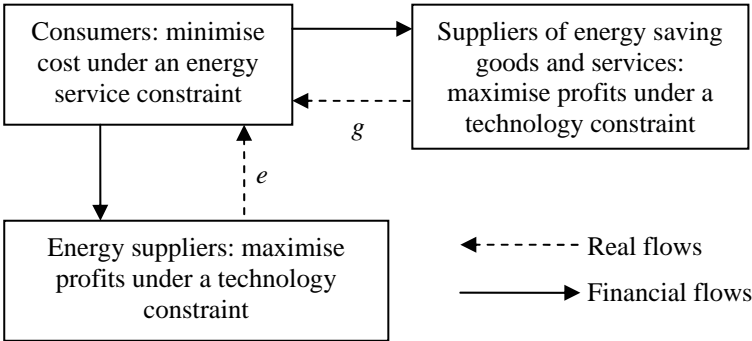 Consumers: minimise
cost under an energy
service constraint
Suppliers of energy saving
goods and services:
maximise profits under a
technology constraint
g
e
Energy suppliers: maximise
profits under a technology
constraint
Real flows
Financial flows